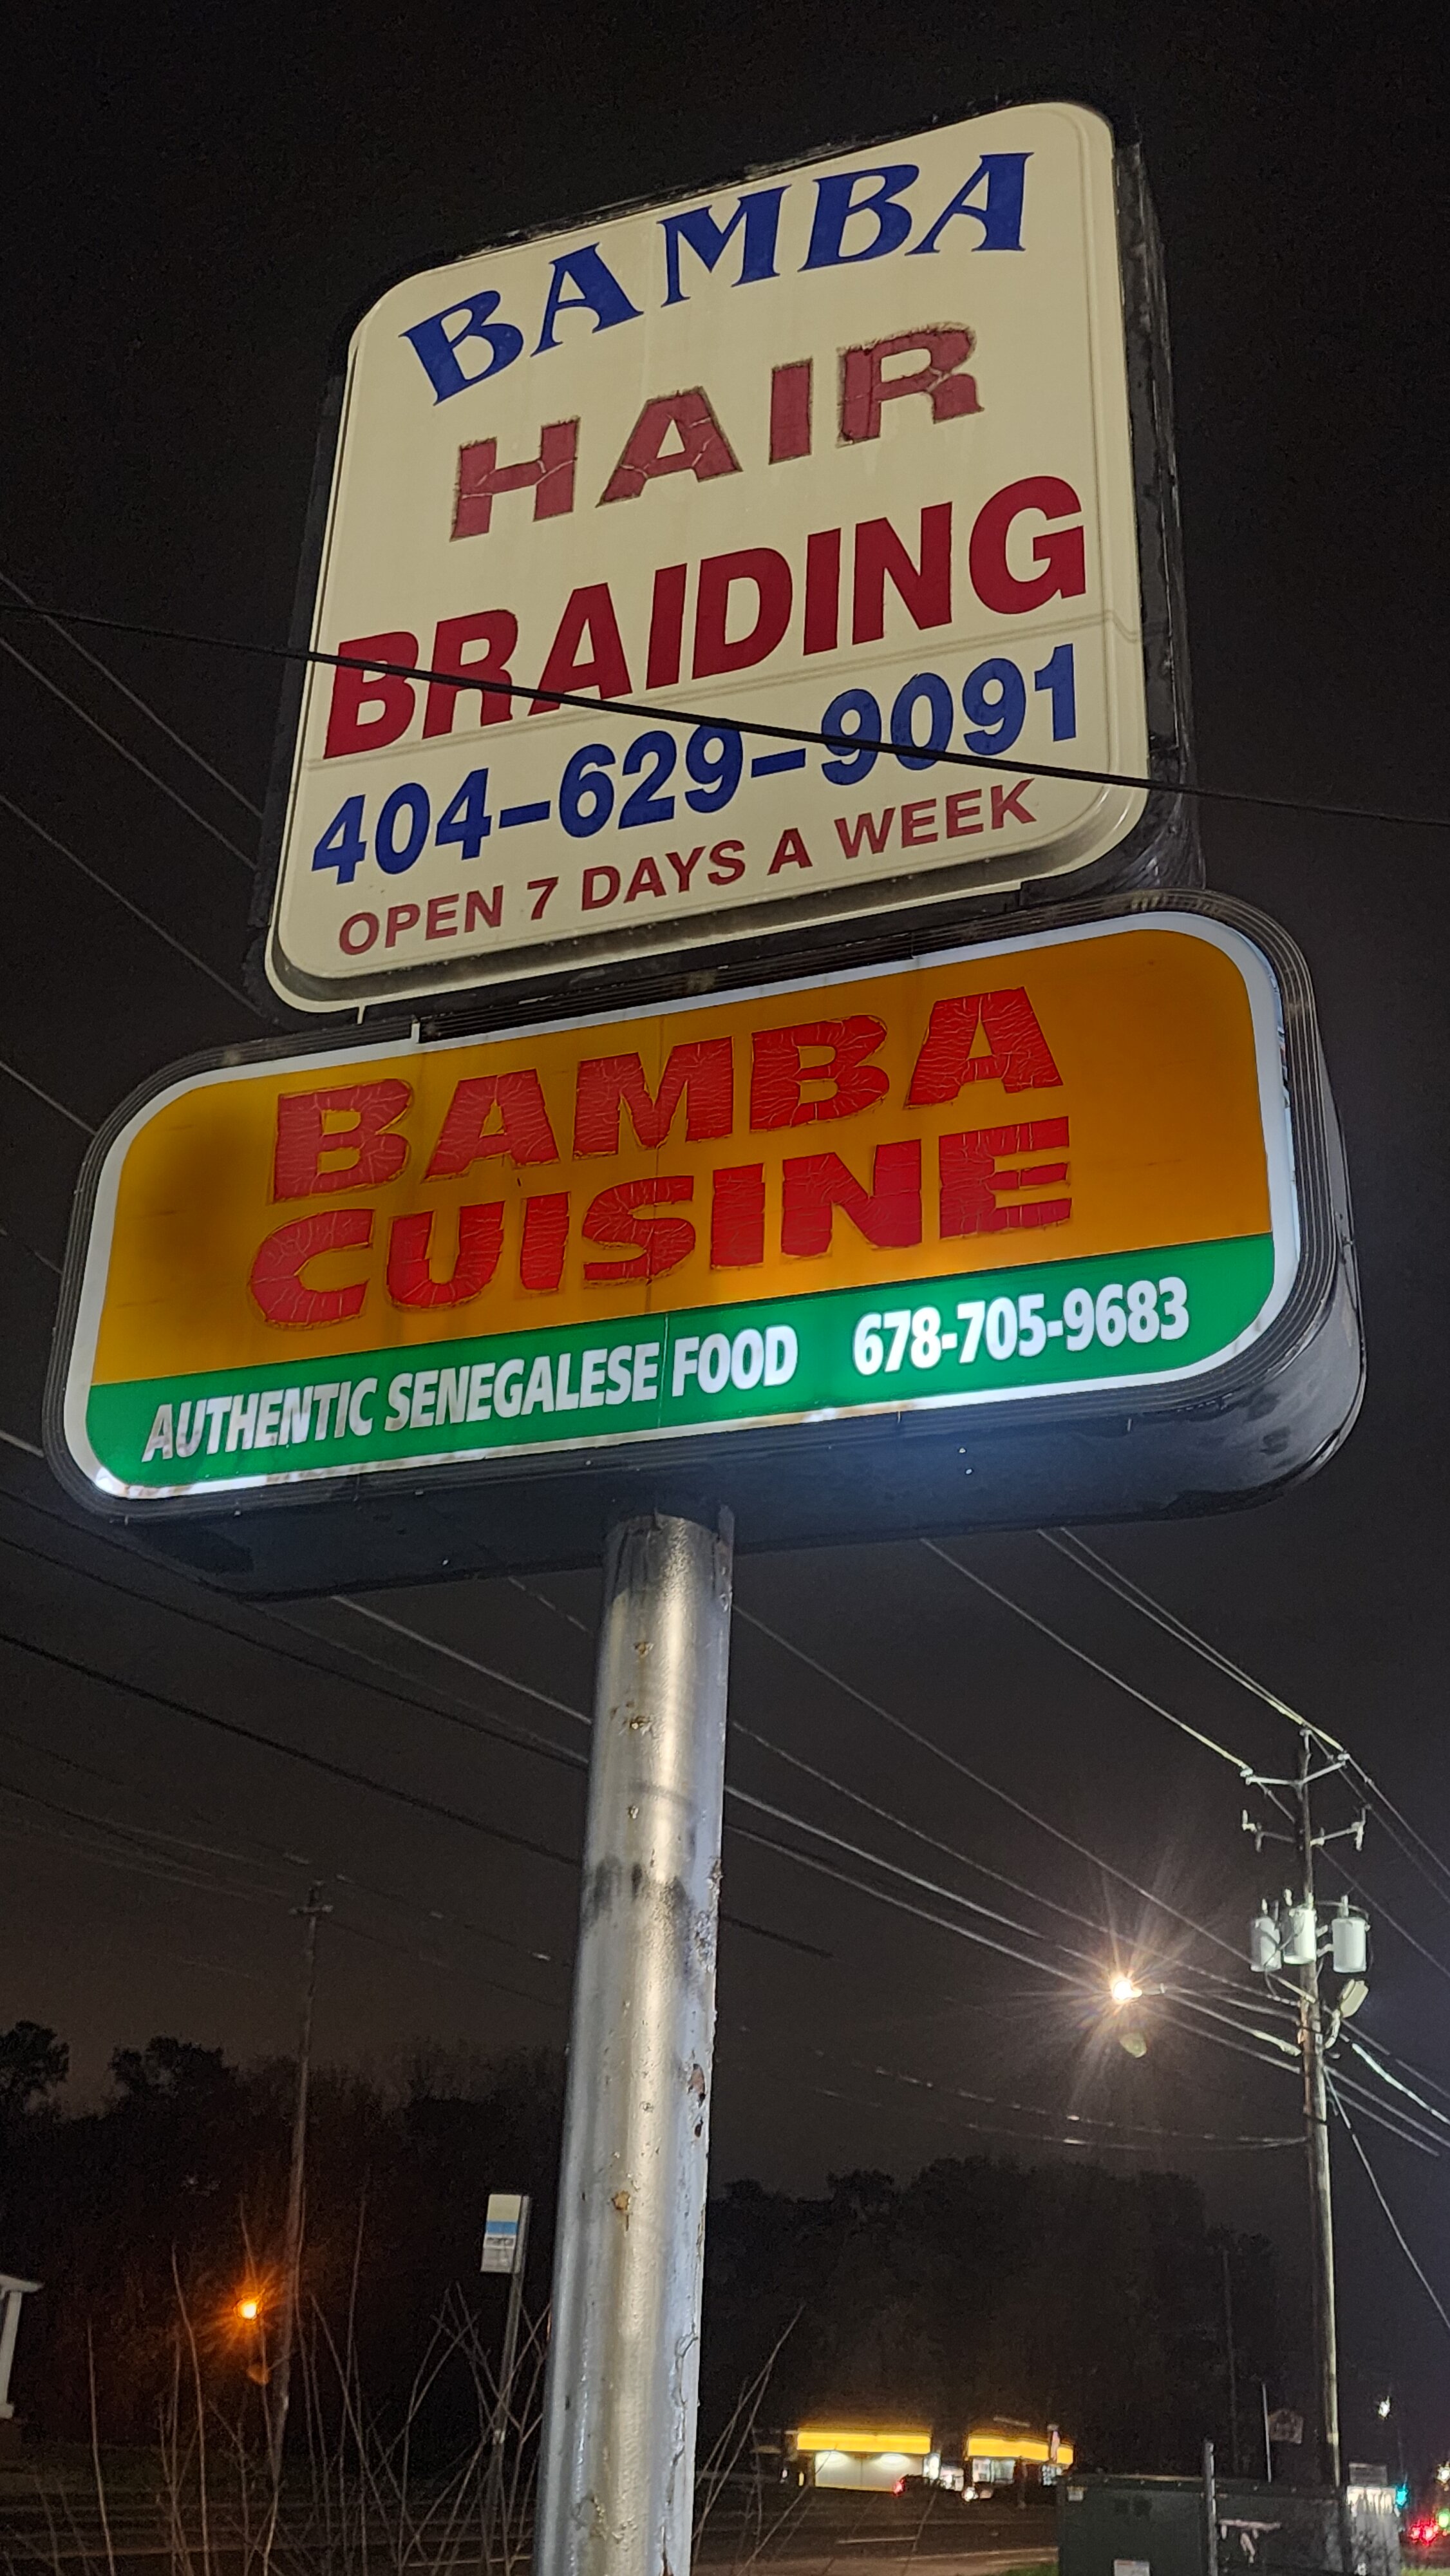 BAMBA
HAIR
BRAIDING
404-629-9091
OPEN 7 DAYS A WEEK
BAMBA
CUISINE
AUTHENTIC SENEGALESE FOOD 678-705-9683